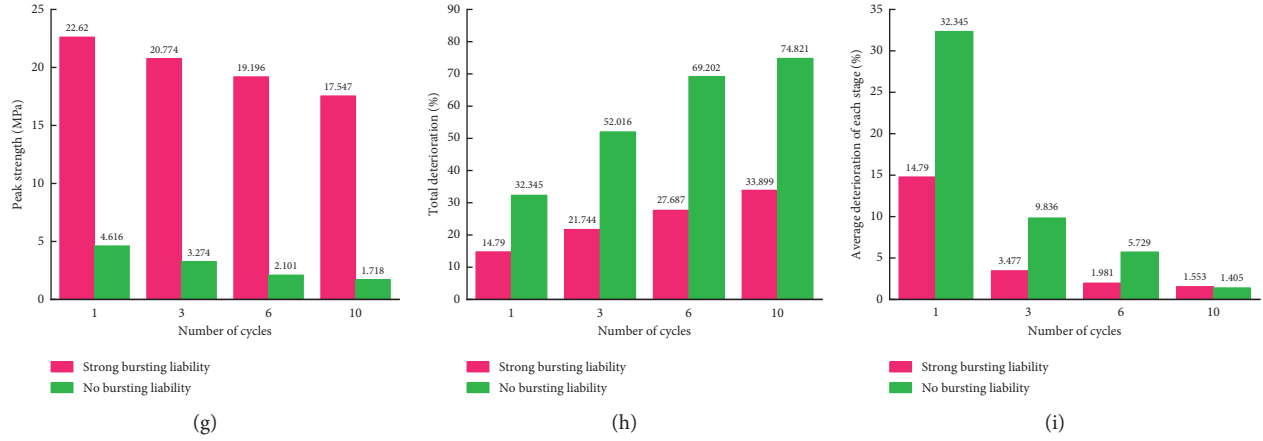 Peak strength (MPa)
25
20
15
10
5
0
22.62
20.774
19.196
17.547
4.616
3.274
2.101
1.718
1 3 6 10
Number of cycles
Strong bursting liability
No bursting liability
(g)
Total deterioration (%)
90
80
70
60
50
40
30
20
10
0
14.79
32.345
21.744
52.016
27.687
69.202
33.899
74.821
1 3 6 10
Number of cycles
Strong bursting liability
No bursting liability
(h)
Average deterioration of each stage (%)
35
30
25
20
15
10
5
0
14.79
32.345
3.477
9.836
1.981
5.729
1.553
1.405
1 3 6 10
Number of cycles
Strong bursting liability
No bursting liability
(i)